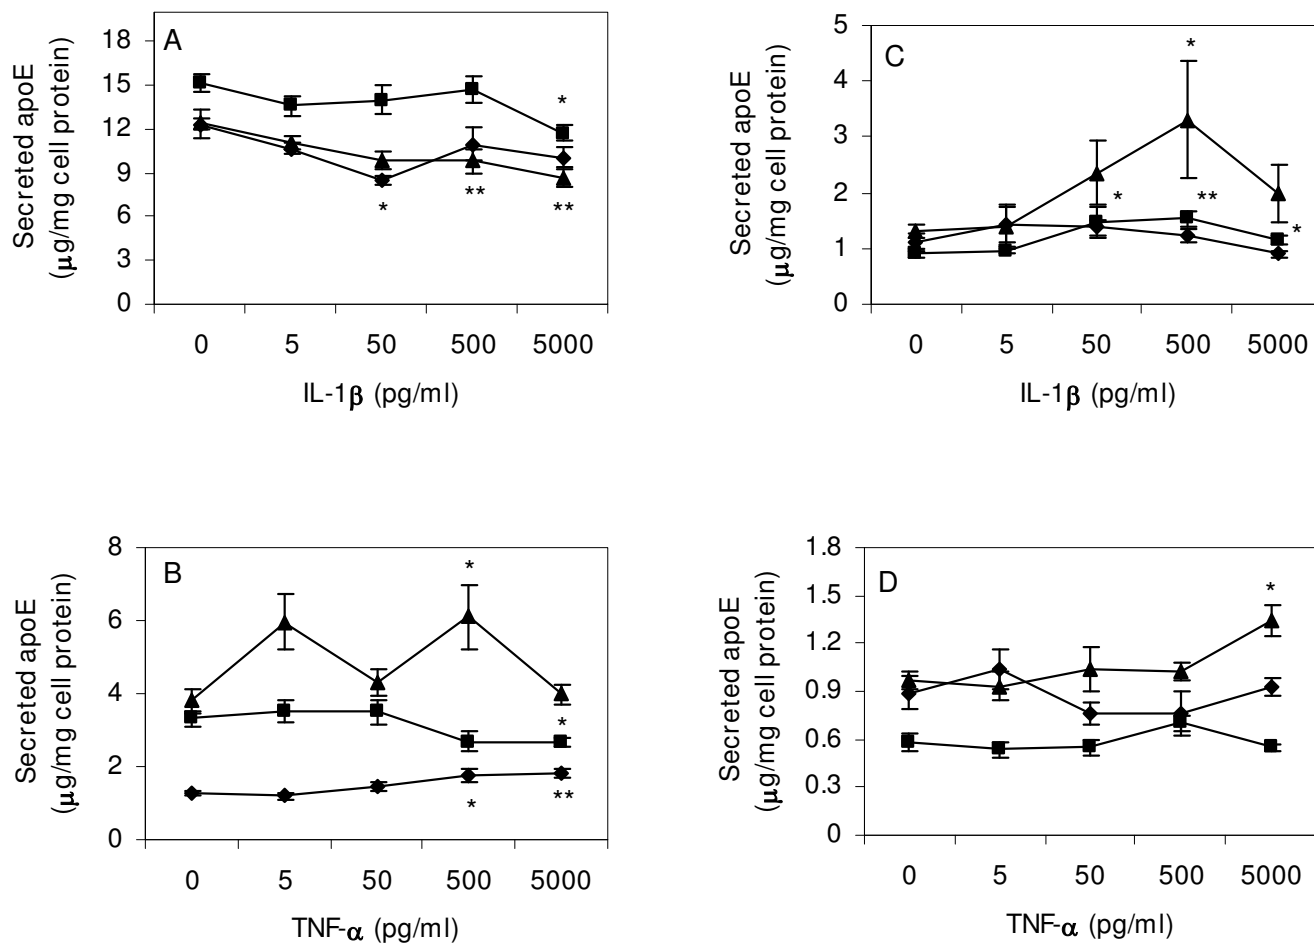 A
Secreted apoE
(μg/mg cell protein)
18
15
12
9
6
3
0
*
**
*
**
0 5 50 500 5000
IL-1β (pg/ml)
C
Secreted apoE
(μg/mg cell protein)
5
4
3
2
1
0
*
*
**
*
0 5 50 500 5000
IL-1β (pg/ml)
B
Secreted apoE
(μg/mg cell protein)
8
6
4
2
0
*
*
*
**
0 5 50 500 5000
TNF-α (pg/ml)
D
Secreted apoE
(μg/mg cell protein)
1.8
1.5
1.2
0.9
0.6
0.3
0
*
0 5 50 500 5000
TNF-α (pg/ml)